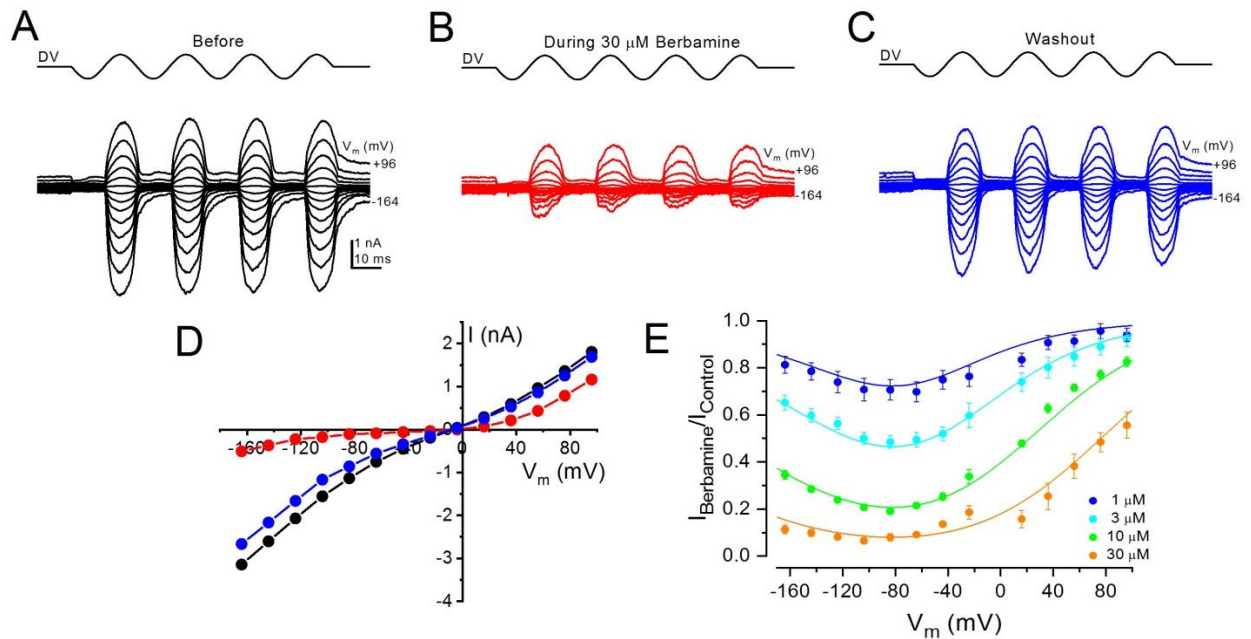 A
Before
DV
V_m
(mV)
+96
-164
1 nA
10 ms
B
During 30 μM Berbamine
DV
V_m
(mV)
+96
-164
C
Washout
DV
V_m
(mV)
+96
-164
D
I (nA)
2
1
-160 -120 -80 -40 0 40 80
V_m (mV)
-1
-2
-3
-4
E
I_Berbamine/I_Control
1.0
0.8
0.6
0.4
0.2
0.0
1 μM
3 μM
10 μM
30 μM
-160 -120 -80 -40 0 40 80
V_m (mV)